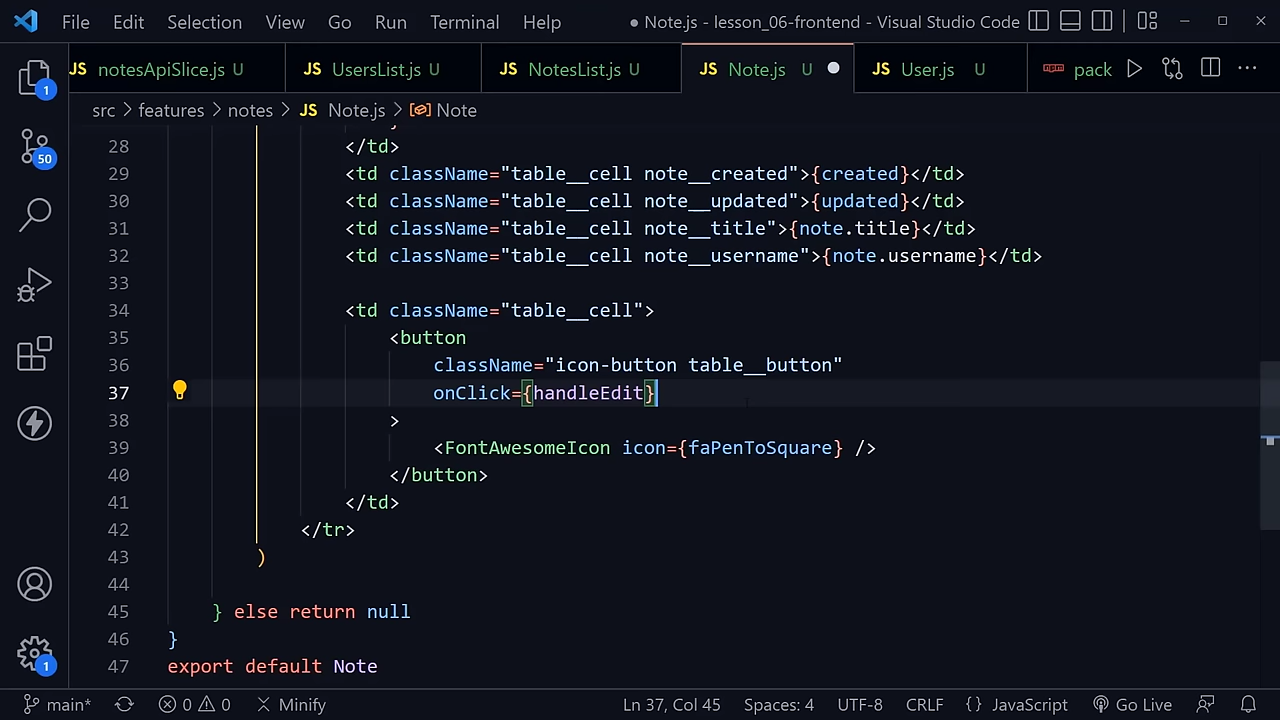 File Edit Selection View Go Run Terminal Help ● Note.js - lesson_06-frontend - Visual Studio Code
JS notesApiSlice.js U JS UsersList.js U JS NotesList.js U JS Note.js U JS User.js U npm pack
src > features > notes > JS Note.js > Note
28 </td>
29 <td className="table__cell note__created">{created}</td>
30 <td className="table__cell note__updated">{updated}</td>
31 <td className="table__cell note__title">{note.title}</td>
32 <td className="table__cell note__username">{note.username}</td>
33
34 <td className="table__cell">
35 <button
36 className="icon-button table__button"
37 onClick={handleEdit}
38 >
39 <FontAwesomeIcon icon={faPenToSquare} />
40 </button>
41 </td>
42 </tr>
43 )
44
45 } else return null
46 }
47 export default Note
1
50
1
main* 0 0 Minify Ln 37, Col 45 Spaces: 4 UTF-8 CRLF {} JavaScript Go Live